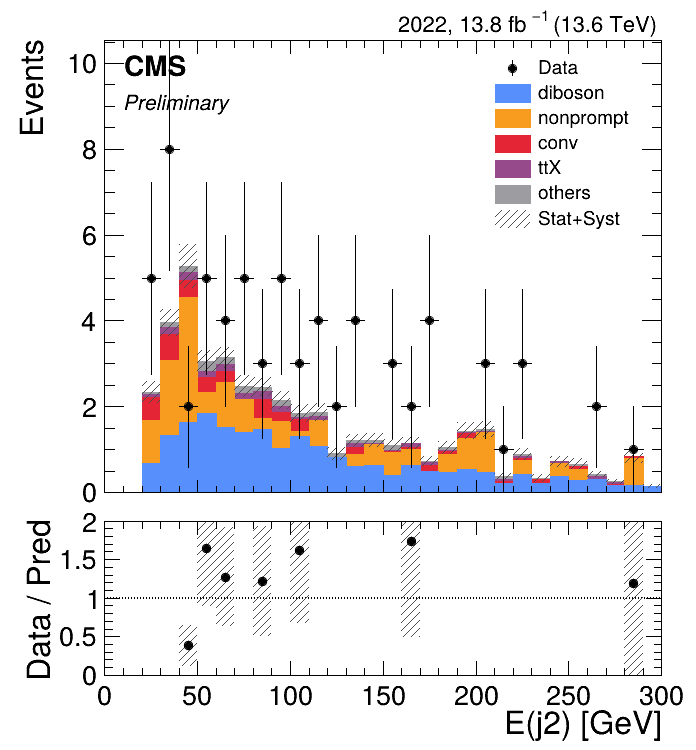 2022, 13.8 fb⁻¹ (13.6 TeV)
CMS
Preliminary
Events
10
8
6
4
2
0
Data
diboson
nonprompt
conv
ttX
others
Stat+Syst
Data / Pred
2
1.5
1
0.5
0
0 50 100 150 200 250 300
E(j2) [GeV]